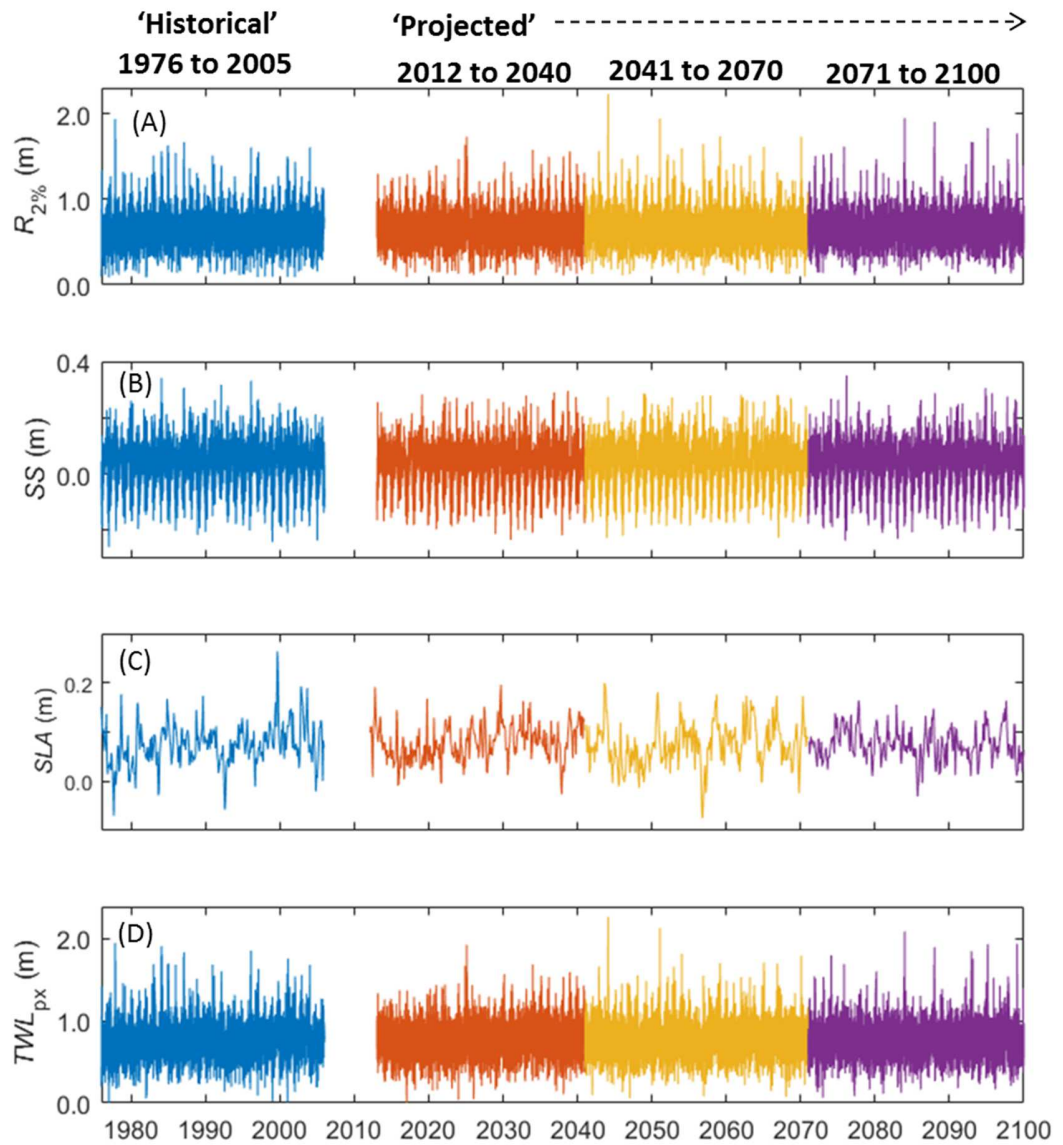 ‘Historical’ ‘Projected’
1976 to 2005 2012 to 2040 2041 to 2070 2071 to 2100
(A)
R2% (m)
2.0
1.0
0.0
(B)
SS (m)
0.4
0.0
(C)
SLA (m)
0.2
0.0
(D)
TWLpx (m)
2.0
1.0
0.0
1980 1990 2000 2010 2020 2030 2040 2050 2060 2070 2080 2090 2100